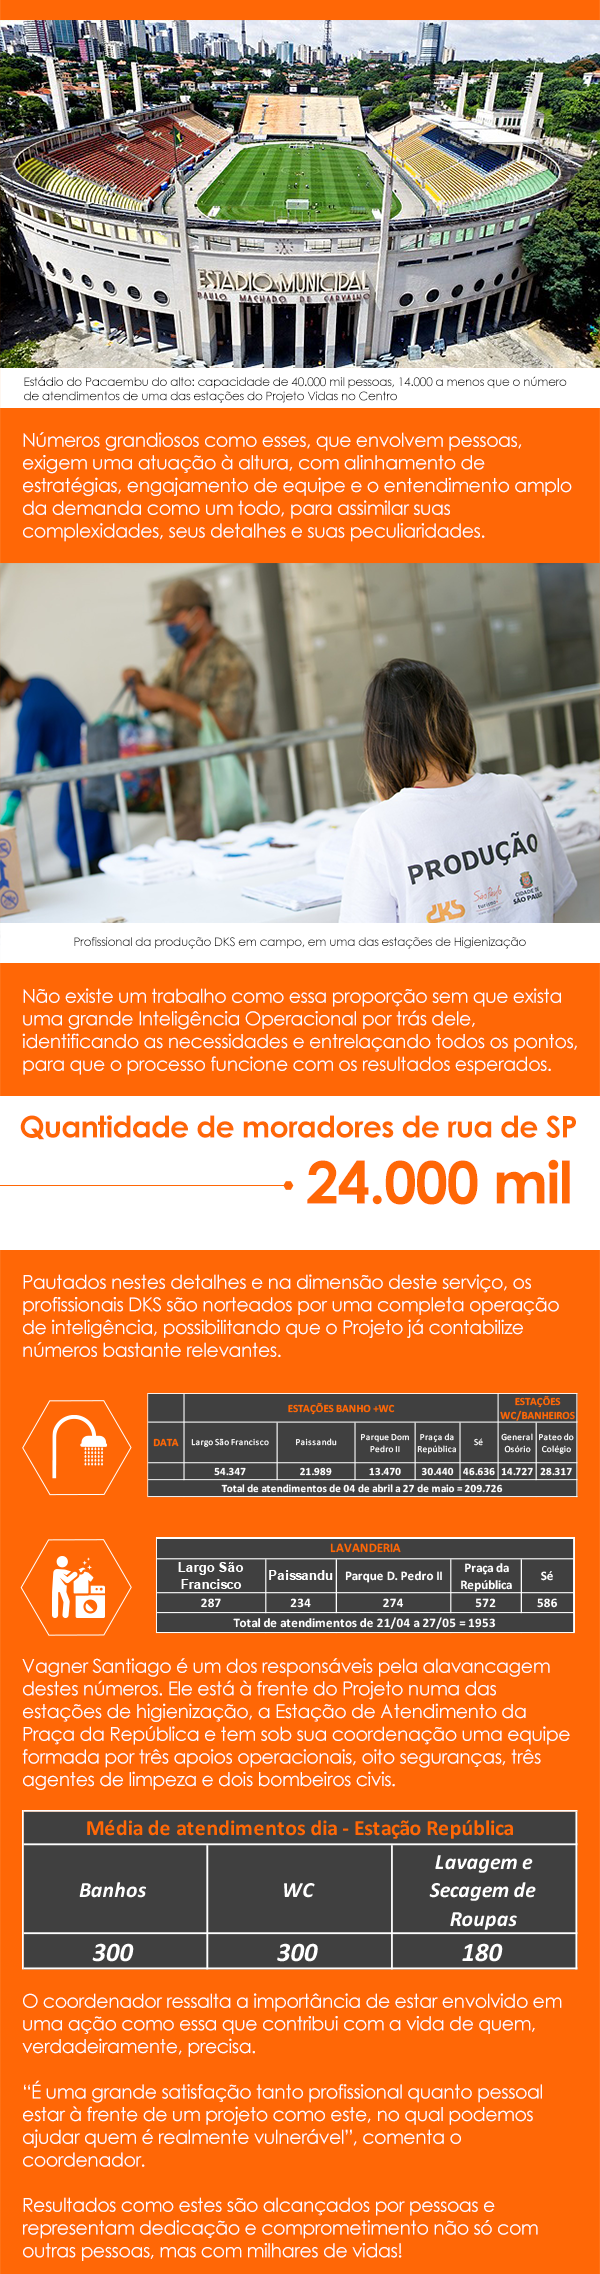 ESTADIO MUNICIPAL
PAULO MACHADO DE CARVALHO
Estádio do Pacaembu do alto: capacidade de 40.000 mil pessoas, 14.000 a menos que o número
de atendimentos de uma das estações do Projeto Vidas no Centro
Números grandiosos como esses, que envolvem pessoas,
exigem uma atuação à altura, com alinhamento de
estratégias, engajamento de equipe e o entendimento amplo
da demanda como um todo, para assimilar suas
complexidades, seus detalhes e suas peculiaridades.
PRODUÇÃO
DKS
São Paulo
turismo
CIDADE DE
SÃO PAULO
Profissional da produção DKS em campo, em uma das estações de Higienização
Não existe um trabalho como essa proporção sem que exista
uma grande Inteligência Operacional por trás dele,
identificando as necessidades e entrelaçando todos os pontos,
para que o processo funcione com os resultados esperados.
Quantidade de moradores de rua de SP
24.000 mil
Pautados nestes detalhes e na dimensão deste serviço, os
profissionais DKS são norteados por uma completa operação
de inteligência, possibilitando que o Projeto já contabilize
números bastante relevantes.
ESTAÇÕES BANHO +WC
ESTAÇÕES
WC/BANHEIROS
DATA Largo São Francisco Paissandu Parque Dom Pedro II Praça da República Sé General Osório Pateo do Colégio
54.347 21.989 13.470 30.440 46.636 14.727 28.317
Total de atendimentos de 04 de abril a 27 de maio = 209.726
LAVANDERIA
Largo São Francisco Paissandu Parque D. Pedro II Praça da República Sé
287 234 274 572 586
Total de atendimentos de 21/04 a 27/05 = 1953
Vagner Santiago é um dos responsáveis pela alavancagem
destes números. Ele está à frente do Projeto numa das
estações de higienização, a Estação de Atendimento da
Praça da República e tem sob sua coordenação uma equipe
formada por três apoios operacionais, oito seguranças, três
agentes de limpeza e dois bombeiros civis.
Média de atendimentos dia - Estação República
Banhos WC Lavagem e Secagem de Roupas
300 300 180
O coordenador ressalta a importância de estar envolvido em
uma ação como essa que contribui com a vida de quem,
verdadeiramente, precisa.
“É uma grande satisfação tanto profissional quanto pessoal
estar à frente de um projeto como este, no qual podemos
ajudar quem é realmente vulnerável”, comenta o
coordenador.
Resultados como estes são alcançados por pessoas e
representam dedicação e comprometimento não só com
outras pessoas, mas com milhares de vidas!